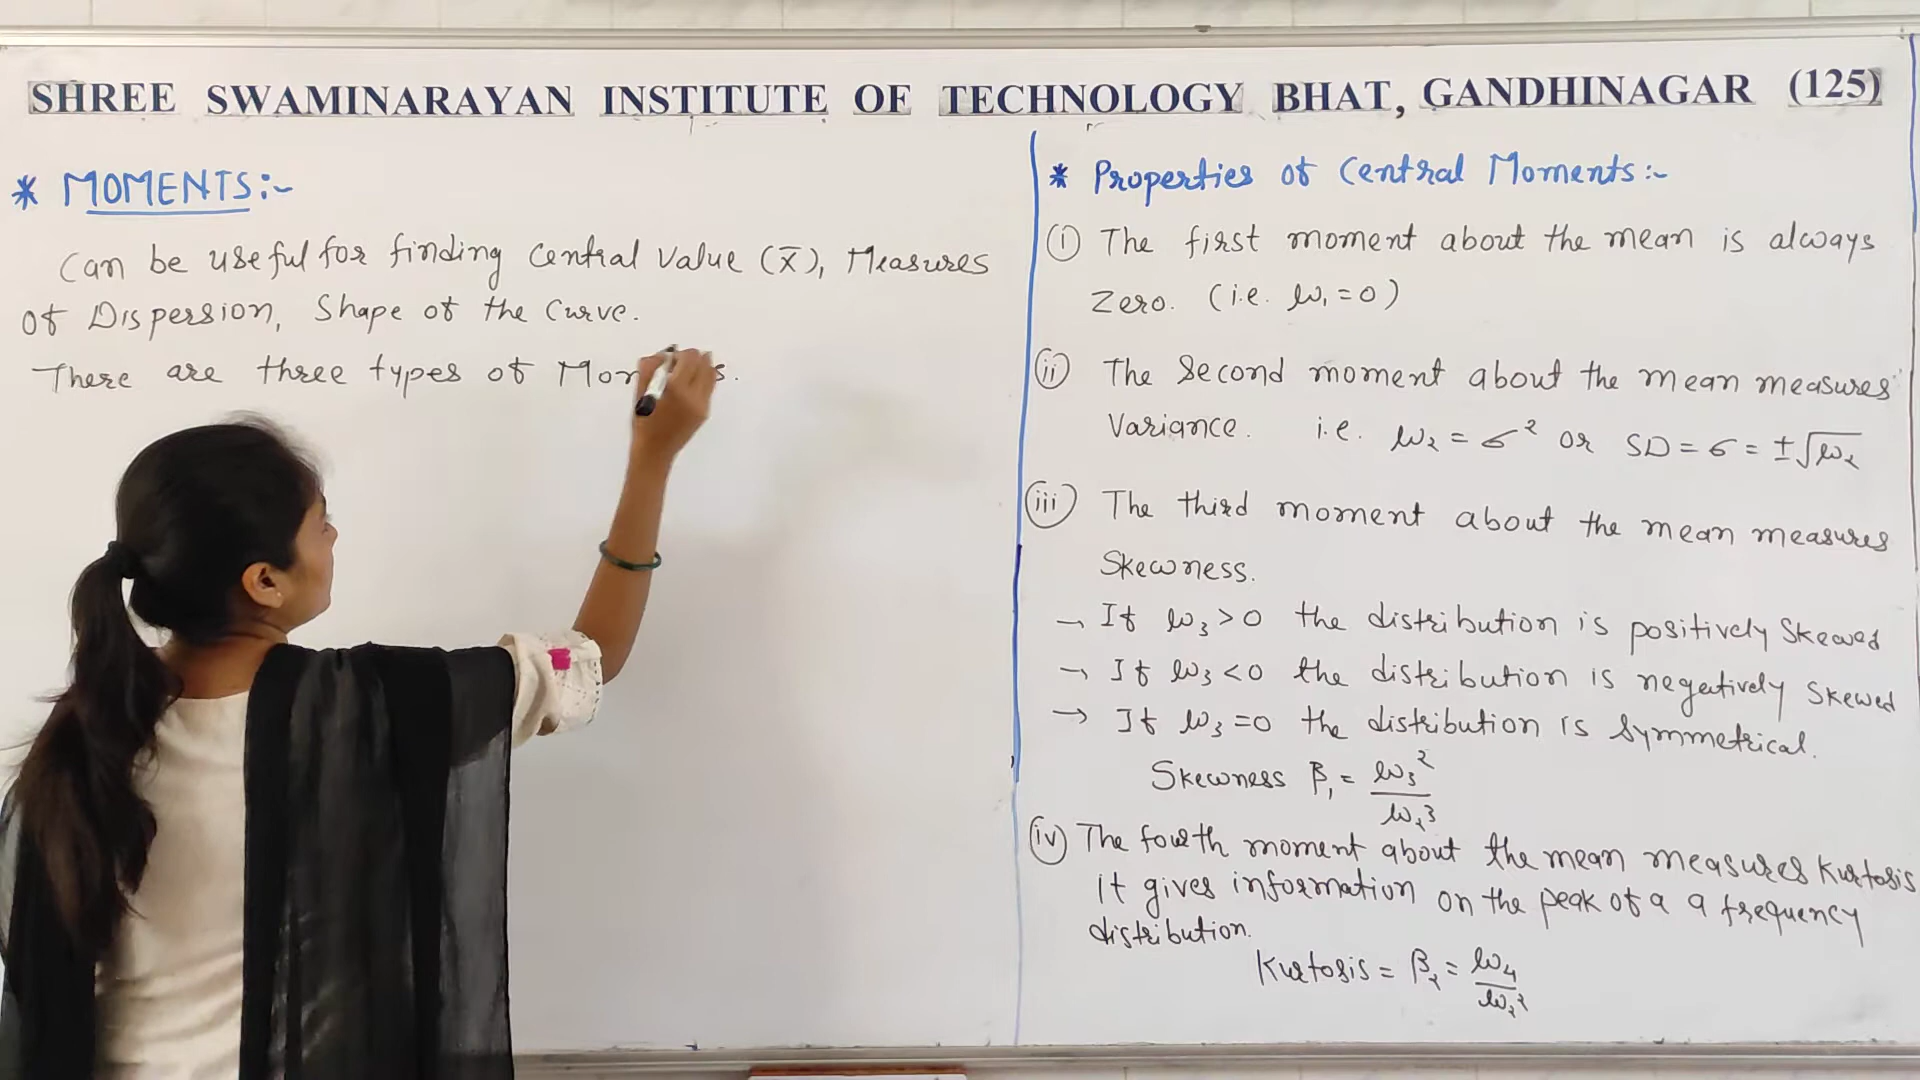 SHREE SWAMINARAYAN INSTITUTE OF TECHNOLOGY BHAT, GANDHINAGAR (125)
* MOMENTS:-
Can be useful for finding Central Value (x̄), Measures
Of Dispersion, Shape of the Curve.
There are three types of
* Properties of Central Moments:-
(i) The first moment about the mean is always
Zero. (i.e. μ₁ = 0)
(ii) The Second moment about the mean measures
Variance. i.e. μ₂ = σ² or SD = σ = ±√μ₂
(iii) The third moment about the mean measures
Skewness.
→ If μ₃ > 0 the distribution is positively Skewed
→ If μ₃ < 0 the distribution is negatively Skewed
→ If μ₃ = 0 the distribution is Symmetrical.
Skewness β₁ = μ₃² / μ₂³
(iv) The fourth moment about the mean measures Kurtosis
it gives information on the peak of a a frequency
distribution.
Kurtosis = β₂ = μ₄ / μ₂²